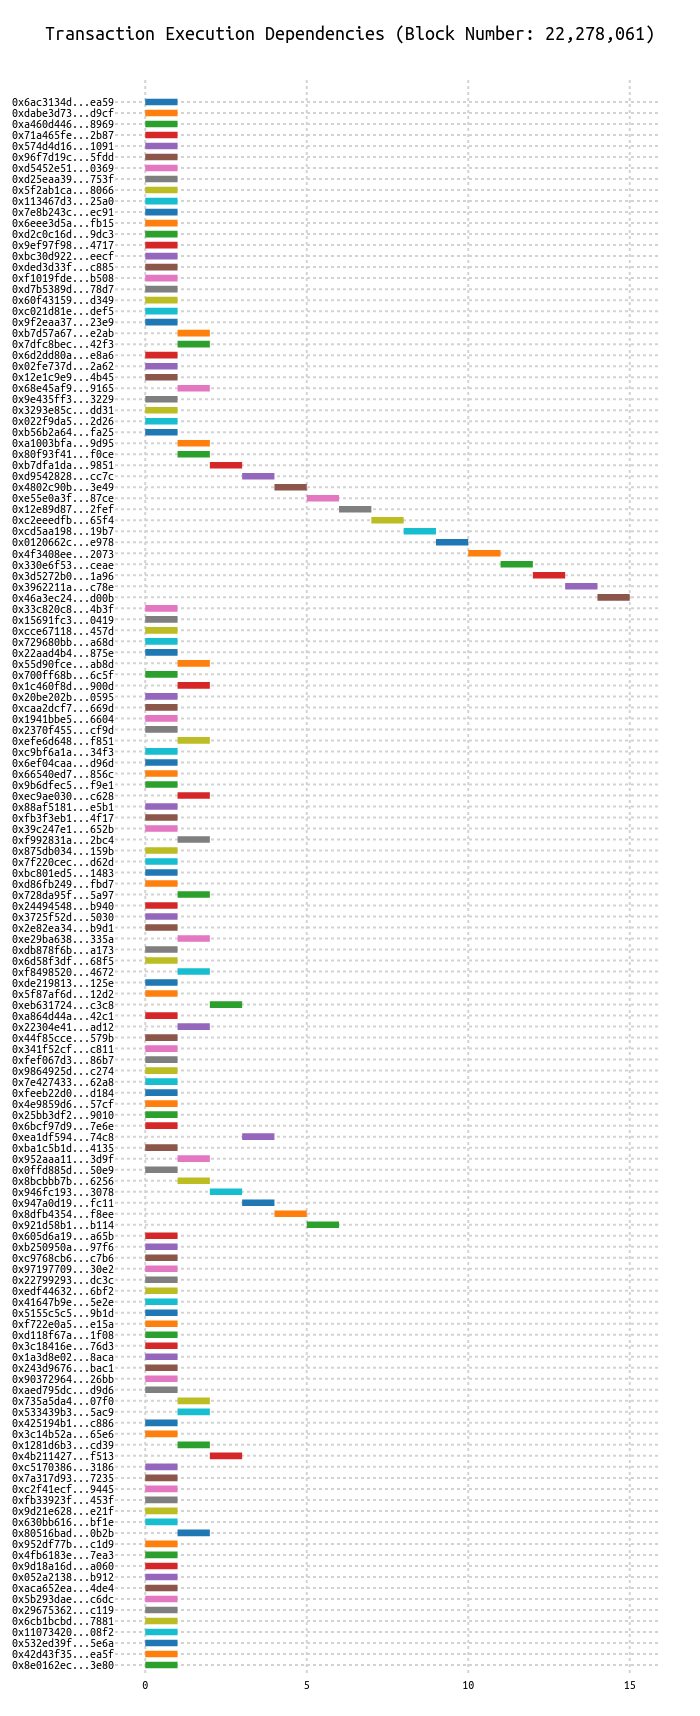 Transaction Execution Dependencies (Block Number: 22,278,061)
0x6ac3134d...ea59
0xdabe3d73...d9cf
0xa460d446...8969
0x71a465fe...2b87
0x574d4d16...1091
0x96f7d19c...5fdd
0xd5452e51...0369
0xd25eaa39...753f
0x5f2ab1ca...8066
0x113467d3...25a0
0x7e8b243c...ec91
0x6eee3d5a...fb15
0xd2c0c16d...9dc3
0x9ef97f98...4717
0xbc30d922...eecf
0xded3d33f...c885
0xf1019fde...b508
0xd7b5389d...78d7
0x60f43159...d349
0xc021d81e...def5
0x9f2eaa37...23e9
0xb7d57a67...e2ab
0x7dfc8bec...42f3
0x6d2dd80a...e8a6
0x02fe737d...2a62
0x12e1c9e9...4b45
0x68e45af9...9165
0x9e435ff3...3229
0x3293e85c...dd31
0x022f9da5...2d26
0xb56b2a64...fa25
0xa1003bfa...9d95
0x80f93f41...f0ce
0xb7dfa1da...9851
0xd9542828...cc7c
0x4802c90b...3e49
0xe55e0a3f...87ce
0x12e89d87...2fef
0xc2eeedfb...65f4
0xcd5aa198...19b7
0x0120662c...e978
0x4f3408ee...2073
0x330e6f53...ceae
0x3d5272b0...1a96
0x3962211a...c78e
0x46a3ec24...d00b
0x33c820c8...4b3f
0x15691fc3...0419
0xcce67118...457d
0x729680bb...a68d
0x22aad4b4...875e
0x55d90fce...ab8d
0x700ff68b...6c5f
0x1c460f8d...900d
0x20be202b...0595
0xcaa2dcf7...669d
0x1941bbe5...6604
0x2370f455...cf9d
0xefe6d648...f851
0xc9bf6a1a...34f3
0x6ef04caa...d96d
0x66540ed7...856c
0x9b6dfec5...f9e1
0xec9ae030...c628
0x88af5181...e5b1
0xfb3f3eb1...4f17
0x39c247e1...652b
0xf992831a...2bc4
0x875db034...159b
0x7f220cec...d62d
0xbc801ed5...1483
0xd86fb249...fbd7
0x728da95f...5a97
0x24494548...b940
0x3725f52d...5030
0x2e82ea34...b9d1
0xe29ba638...335a
0xdb878f6b...a173
0x6d58f3df...68f5
0xf8498520...4672
0xde219813...125e
0x5f87af6d...12d2
0xeb631724...c3c8
0xa864d44a...42c1
0x22304e41...ad12
0x44f85cce...579b
0x341f52cf...c811
0xfef067d3...86b7
0x9864925d...c274
0x7e427433...62a8
0xfeeb22d0...d184
0x4e9859d6...57cf
0x25bb3df2...9010
0x6bcf97d9...7e6e
0xea1df594...74c8
0xba1c5b1d...4135
0x952aaa11...3d9f
0x0ffd885d...50e9
0x8bcbbb7b...6256
0x946fc193...3078
0x947a0d19...fc11
0x8dfb4354...f8ee
0x921d58b1...b114
0x605d6a19...a65b
0xb250950a...97f6
0xc9768cb6...c7b6
0x97197709...30e2
0x22799293...dc3c
0xedf44632...6bf2
0x41647b9e...5e2e
0x5155c5c5...9b1d
0xf722e0a5...e15a
0xd118f67a...1f08
0x3c18416e...76d3
0x1a3d8e02...8aca
0x243d9676...bac1
0x90372964...26bb
0xaed795dc...d9d6
0x735a5da4...07f0
0x533439b3...5ac9
0x425194b1...c886
0x3c14b52a...65e6
0x1281d6b3...cd39
0x4b211427...f513
0xc5170386...3186
0x7a317d93...7235
0xc2f41ecf...9445
0xfb33923f...453f
0x9d21e628...e21f
0x630bb616...bf1e
0x80516bad...0b2b
0x952df77b...c1d9
0x4fb6183e...7ea3
0x9d18a16d...a060
0x052a2138...b912
0xaca652ea...4de4
0x5b293dae...c6dc
0x29675362...c119
0x6cb1bcbd...7881
0x11073420...08f2
0x532ed39f...5e6a
0x42d43f35...ea5f
0x8e0162ec...3e80
0 5 10 15